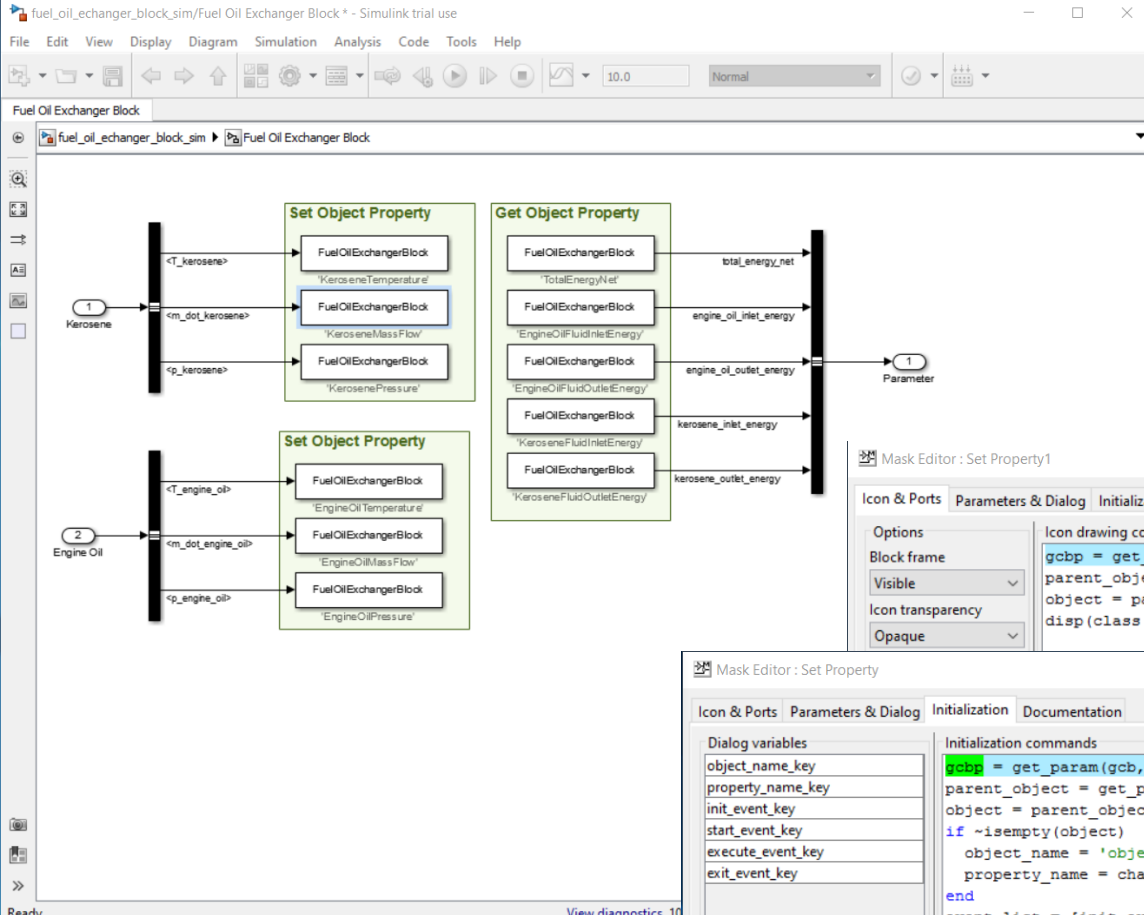 fuel_oil_exchanger_block_sim/Fuel Oil Exchanger Block * - Simulink trial use
File Edit View Display Diagram Simulation Analysis Code Tools Help
10.0 Normal
Fuel Oil Exchanger Block
fuel_oil_echanger_block_sim Fuel Oil Exchanger Block
Set Object Property
FuelOilExchangerBlock
<T_kerosene>
'KeroseneTemperature'
1
FuelOilExchangerBlock
Kerosene
<m_dot_kerosene>
'KeroseneMassFlow'
FuelOilExchangerBlock
<p_kerosene>
'KerosenePressure'
Get Object Property
FuelOilExchangerBlock
total_energy_net
'TotalEnergyNet'
FuelOilExchangerBlock
engine_oil_inlet_energy
'EngineOilFluidInletEnergy'
FuelOilExchangerBlock
engine_oil_outlet_energy
'EngineOilFluidOutletEnergy'
FuelOilExchangerBlock
kerosene_inlet_energy
'KeroseneFluidInletEnergy'
FuelOilExchangerBlock
kerosene_outlet_energy
'KeroseneFluidOutletEnergy'
1
Parameter
Set Object Property
FuelOilExchangerBlock
<T_engine_oil>
'EngineOilTemperature'
2
FuelOilExchangerBlock
Engine Oil
<m_dot_engine_oil>
'EngineOilMassFlow'
FuelOilExchangerBlock
<p_engine_oil>
'EngineOilPressure'
Mask Editor : Set Property1
Icon & Ports Parameters & Dialog Initializ
Options
Block frame
Visible
Icon transparency
Opaque
Icon drawing co
gcbp = get_
parent_obje
object = pa
disp(class
Mask Editor : Set Property
Icon & Ports Parameters & Dialog Initialization Documentation
Dialog variables
object_name_key
property_name_key
init_event_key
start_event_key
execute_event_key
exit_event_key
Initialization commands
gcbp = get_param(gcb,
parent_object = get_p
object = parent_objec
if ~isempty(object)
object_name = 'obje
property_name = cha
end
Ready
View diagnostics 10